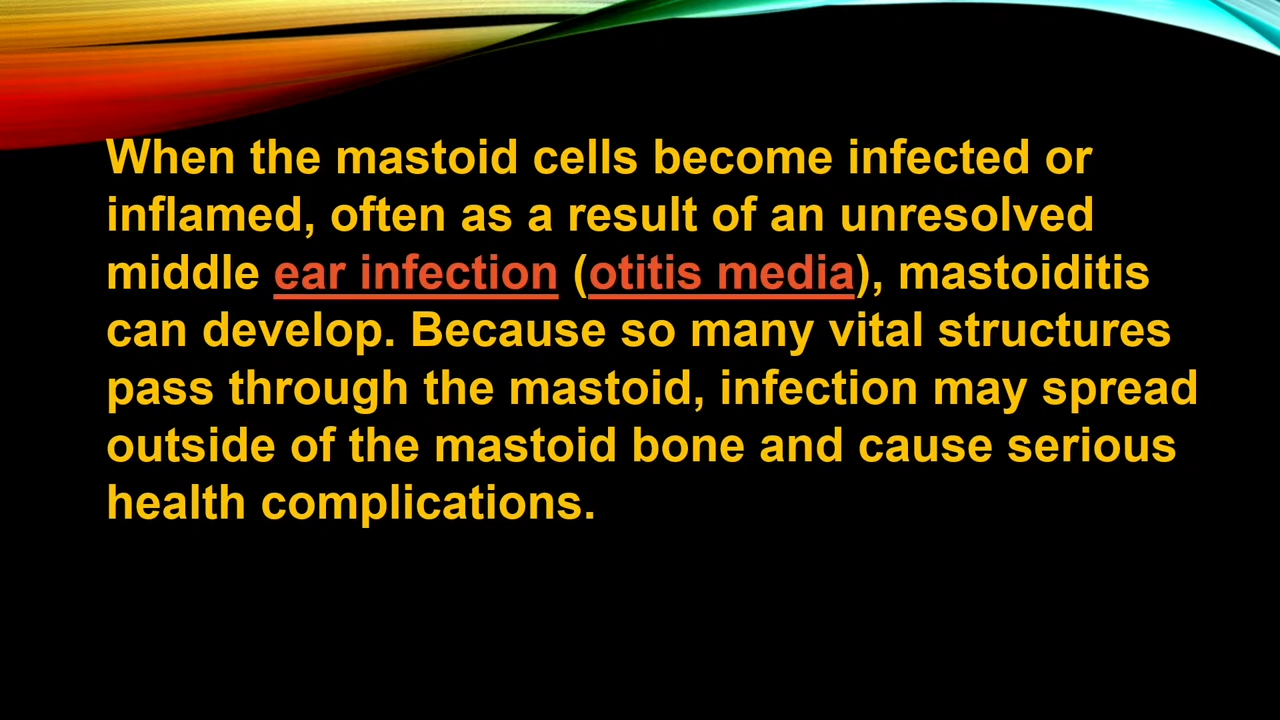 When the mastoid cells become infected or
inflamed, often as a result of an unresolved
middle ear infection (otitis media), mastoiditis
can develop. Because so many vital structures
pass through the mastoid, infection may spread
outside of the mastoid bone and cause serious
health complications.